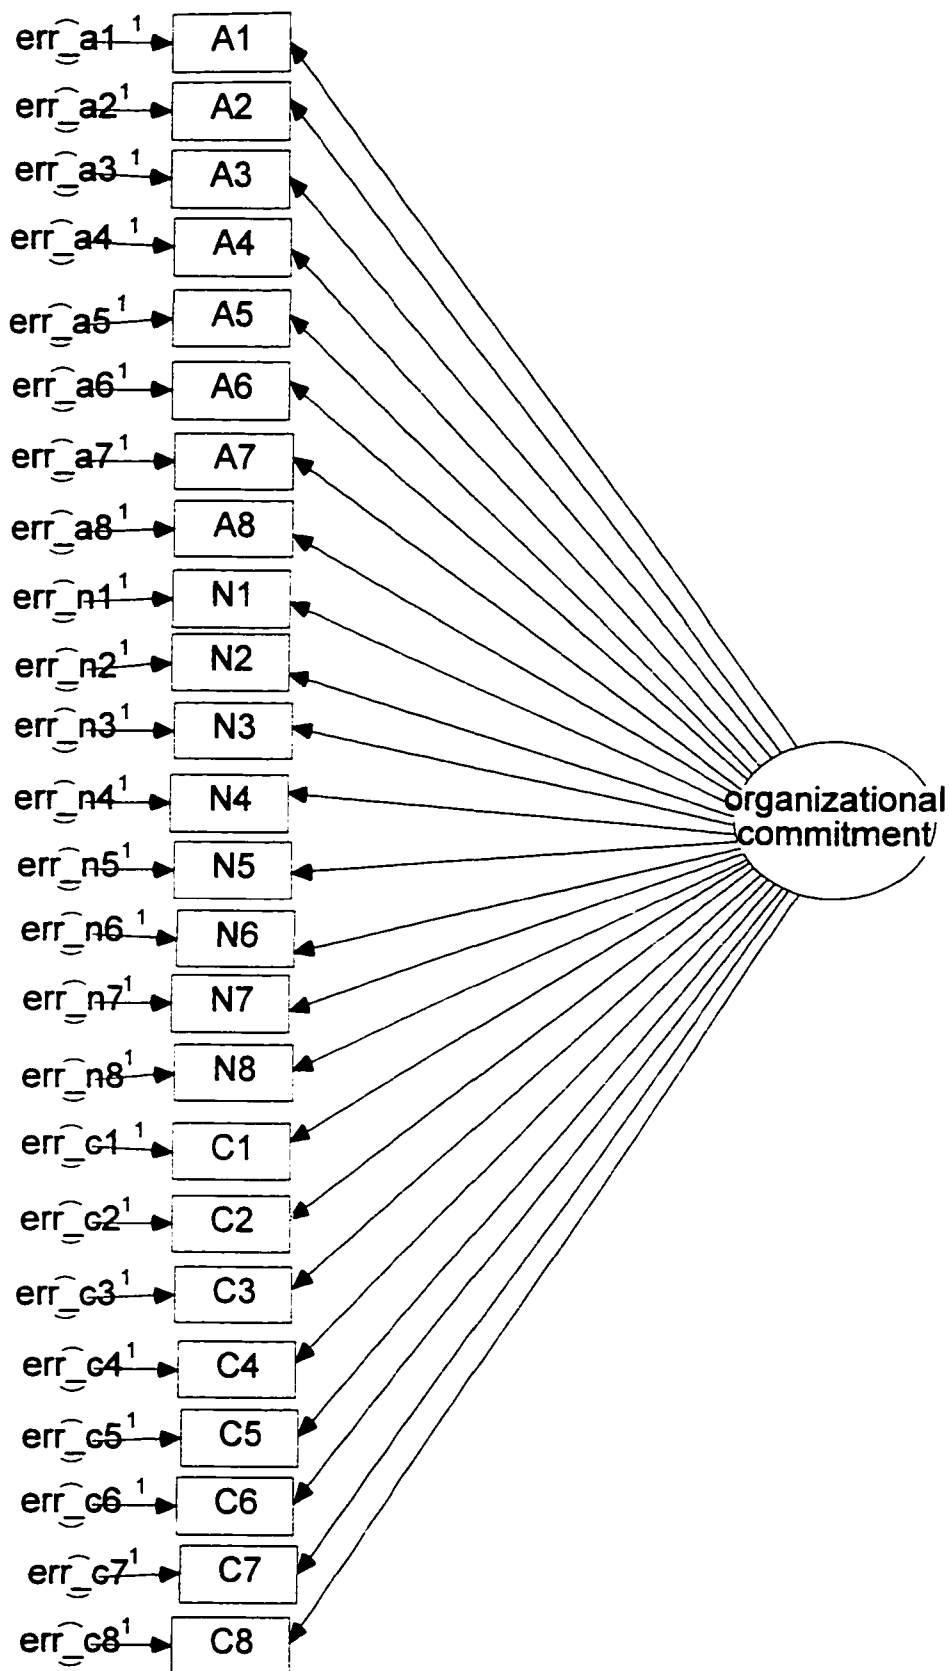 err_a1 1 A1
err_a2 1 A2
err_a3 1 A3
err_a4 1 A4
err_a5 1 A5
err_a6 1 A6
err_a7 1 A7
err_a8 1 A8
err_n1 1 N1
err_n2 1 N2
err_n3 1 N3
err_n4 1 N4
organizational
commitment
err_n5 1 N5
err_n6 1 N6
err_n7 1 N7
err_n8 1 N8
err_c1 1 C1
err_c2 1 C2
err_c3 1 C3
err_c4 1 C4
err_c5 1 C5
err_c6 1 C6
err_c7 1 C7
err_c8 1 C8